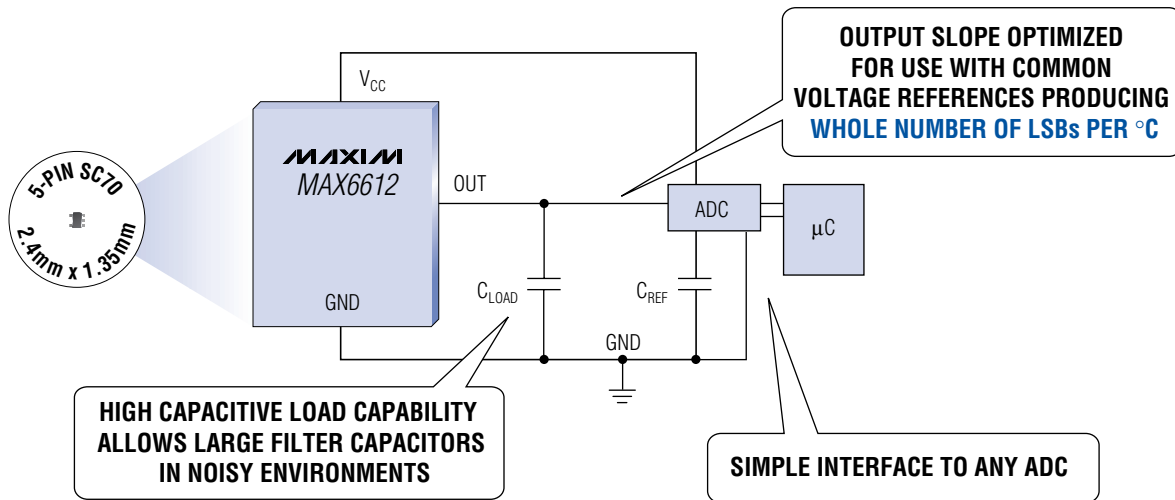 OUTPUT SLOPE OPTIMIZED
FOR USE WITH COMMON
VOLTAGE REFERENCES PRODUCING
WHOLE NUMBER OF LSBs PER °C
VCC
5-PIN SC70
2.4mm x 1.35mm
MAXIM
MAX6612
OUT
ADC
µC
GND
CLOAD
CREF
GND
HIGH CAPACITIVE LOAD CAPABILITY
ALLOWS LARGE FILTER CAPACITORS
IN NOISY ENVIRONMENTS
SIMPLE INTERFACE TO ANY ADC